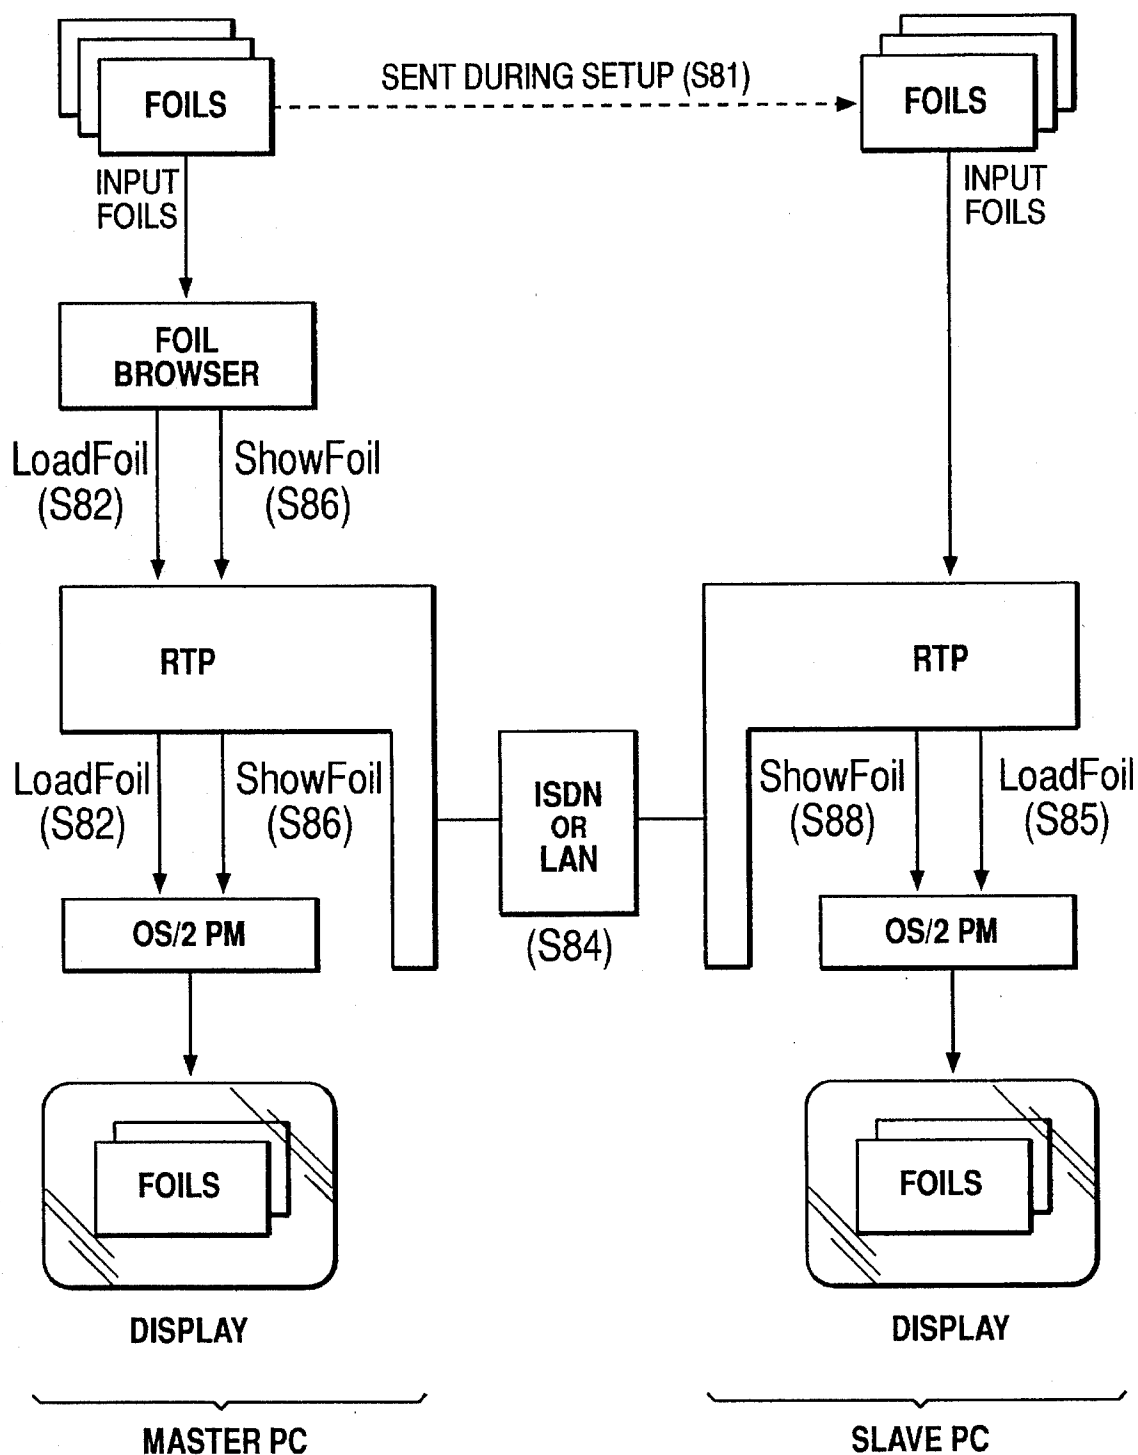 SENT DURING SETUP (S81)
FOILS
FOILS
INPUT
FOILS
INPUT
FOILS
FOIL
BROWSER
LoadFoil
(S82)
ShowFoil
(S86)
RTP
RTP
LoadFoil
(S82)
ShowFoil
(S86)
ISDN
OR
LAN
(S84)
ShowFoil
(S88)
LoadFoil
(S85)
OS/2 PM
OS/2 PM
FOILS
FOILS
DISPLAY
DISPLAY
MASTER PC
SLAVE PC